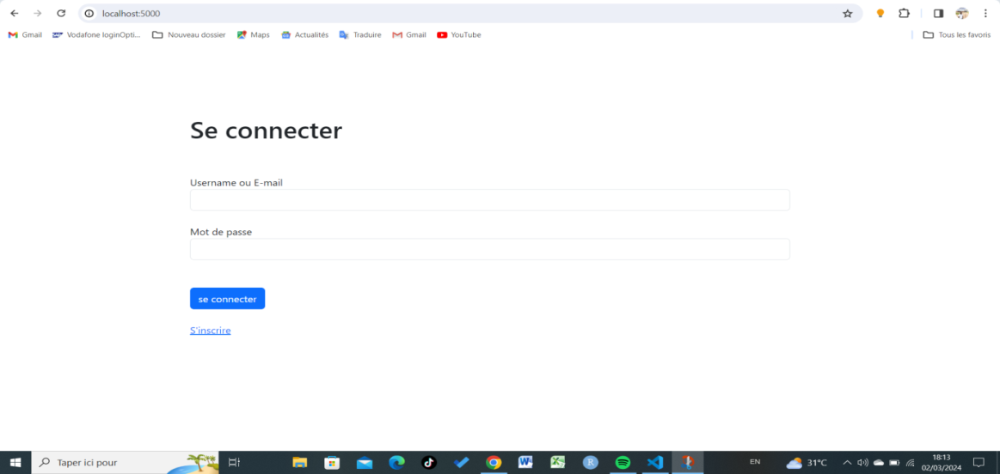 localhost:5000
Gmail Vodafone loginOpti... Nouveau dossier Maps Actualités Traduire Gmail YouTube Tous les favoris
Se connecter
Username ou E-mail
Mot de passe
se connecter
S'inscrire
Taper ici pour EN 31°C 18:13
02/03/2024